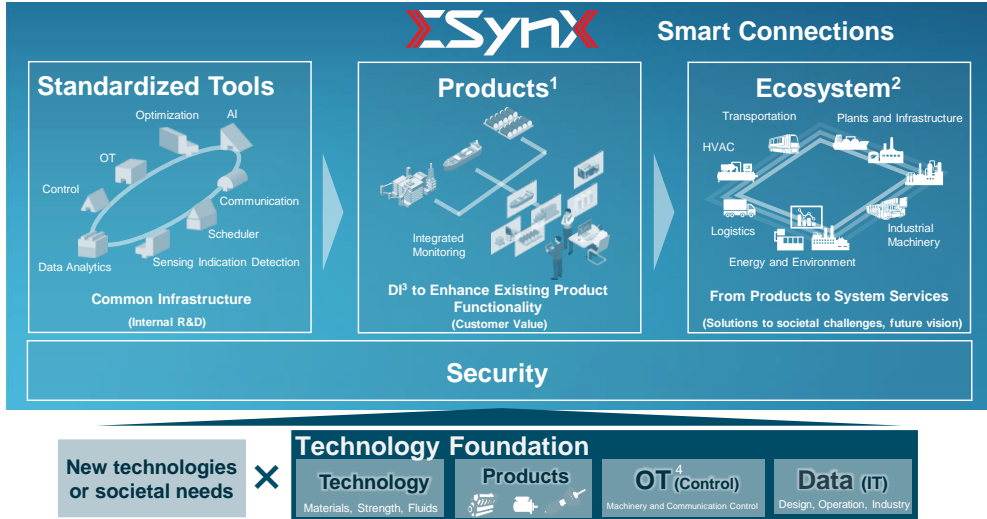 ΣSynX
Smart Connections
Standardized Tools
Optimization
AI
OT
Control
Communication
Scheduler
Data Analytics
Sensing Indication Detection
Common Infrastructure
(Internal R&D)
Products1
Integrated
Monitoring
DI3 to Enhance Existing Product
Functionality
(Customer Value)
Ecosystem2
Transportation
Plants and Infrastructure
HVAC
Logistics
Industrial
Machinery
Energy and Environment
From Products to System Services
(Solutions to societal challenges, future vision)
Security
New technologies
or societal needs
×
Technology Foundation
Technology
Materials, Strength, Fluids
Products
OT4(Control)
Machinery and Communication Control
Data (IT)
Design, Operation, Industry